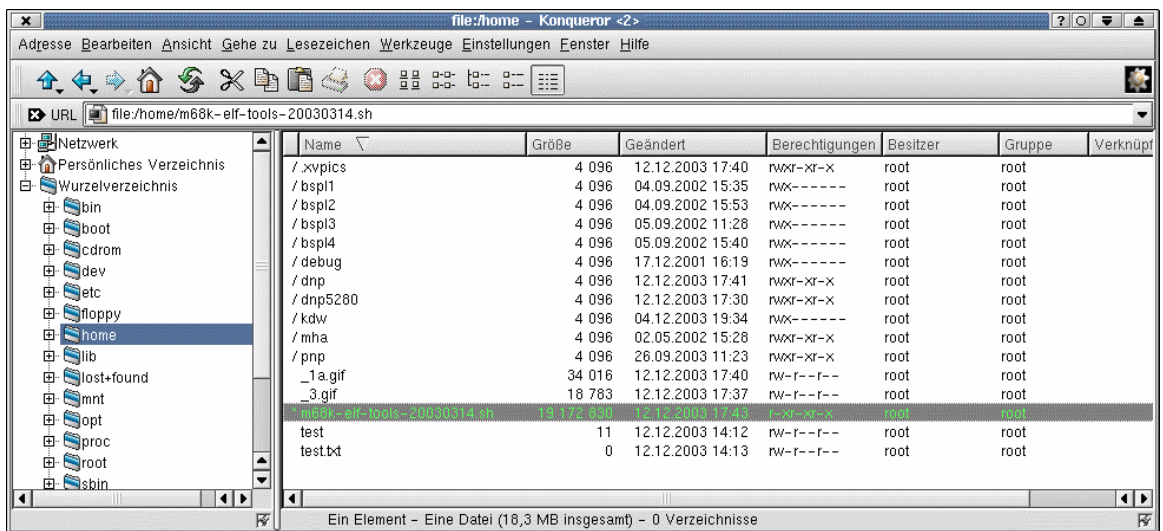 file:/home - Konqueror <2>
Adresse Bearbeiten Ansicht Gehe zu Lesezeichen Werkzeuge Einstellungen Fenster Hilfe
URL file:/home/m68k-elf-tools-20030314.sh
Netzwerk
Persönliches Verzeichnis
Wurzelverzeichnis
bin
boot
cdrom
dev
etc
floppy
home
lib
lost+found
mnt
opt
proc
root
sbin
Name Größe Geändert Berechtigungen Besitzer Gruppe Verknüpf
/ .xvpics 4 096 12.12.2003 17:40 rwxr-xr-x root root
/ bspl1 4 096 04.09.2002 15:35 rwx------ root root
/ bspl2 4 096 04.09.2002 15:53 rwx------ root root
/ bspl3 4 096 05.09.2002 11:28 rwx------ root root
/ bspl4 4 096 05.09.2002 15:40 rwx------ root root
/ debug 4 096 17.12.2001 16:19 rwx------ root root
/ dnp 4 096 12.12.2003 17:41 rwxr-xr-x root root
/ dnp5280 4 096 12.12.2003 17:30 rwxr-xr-x root root
/ kdw 4 096 04.12.2003 19:34 rwx------ root root
/ mha 4 096 02.05.2002 15:28 rwxr-xr-x root root
/ pnp 4 096 26.09.2003 11:23 rwxr-xr-x root root
_1a.gif 34 016 12.12.2003 17:40 rw-r--r-- root root
_3.gif 18 783 12.12.2003 17:37 rw-r--r-- root root
* m68k-elf-tools-20030314.sh 19 172 830 12.12.2003 17:43 r-xr-xr-x root root
test 11 12.12.2003 14:12 rw-r--r-- root root
test.txt 0 12.12.2003 14:13 rw-r--r-- root root
Ein Element - Eine Datei (18,3 MB insgesamt) - 0 Verzeichnisse